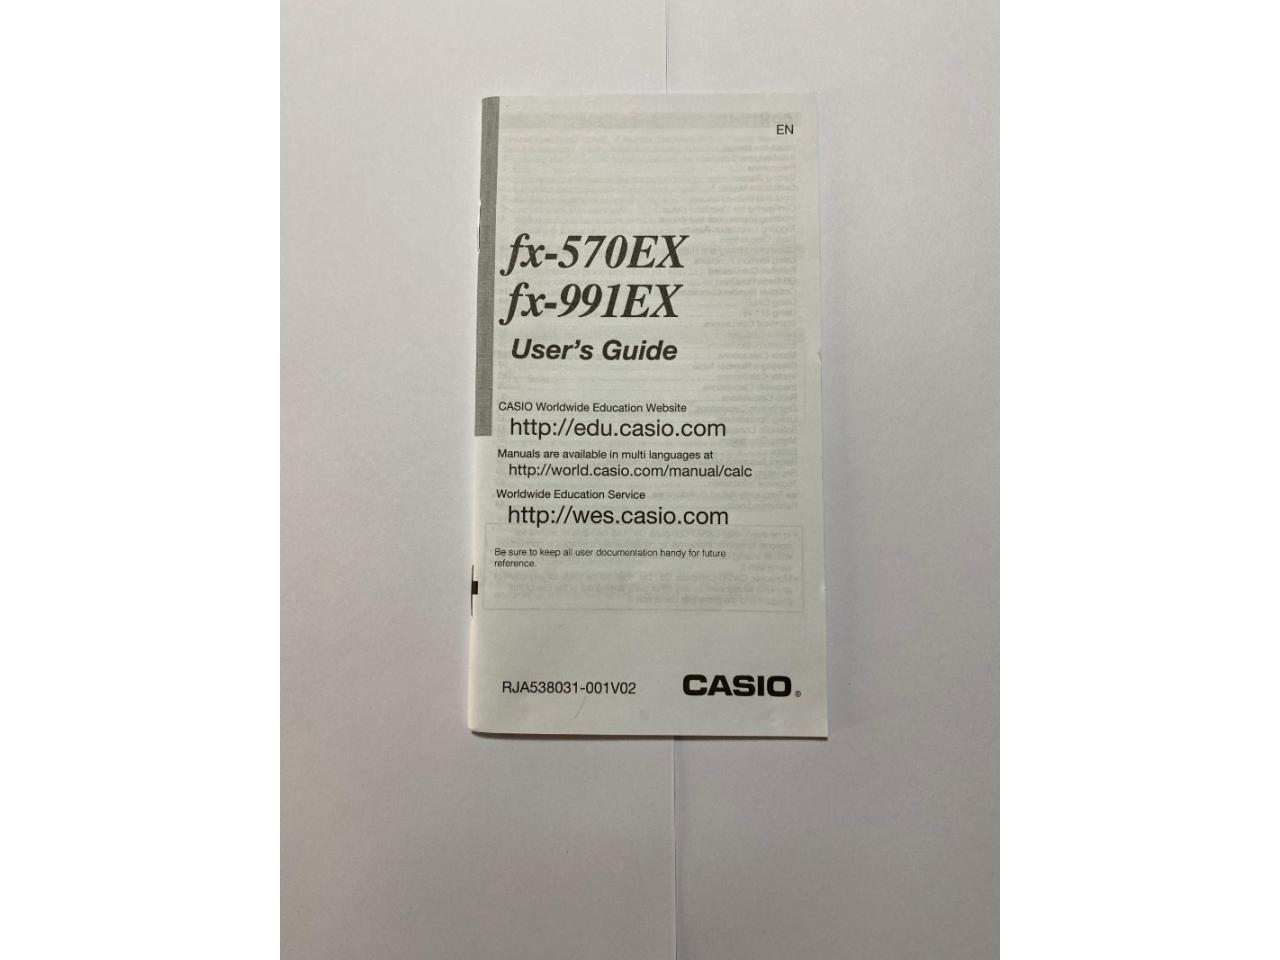 EN
fx-570EX
fx-991EX
User's Guide
CASIO Worldwide Education Website
http://edu.casio.com
Manuals are available in multi languages at
http://world.casio.com/manual/calc
Worldwide Education Service
http://wes.casio.com
Be sure to keep all user documentation handy for future
reference.
RJA538031-001V02
CASIO®